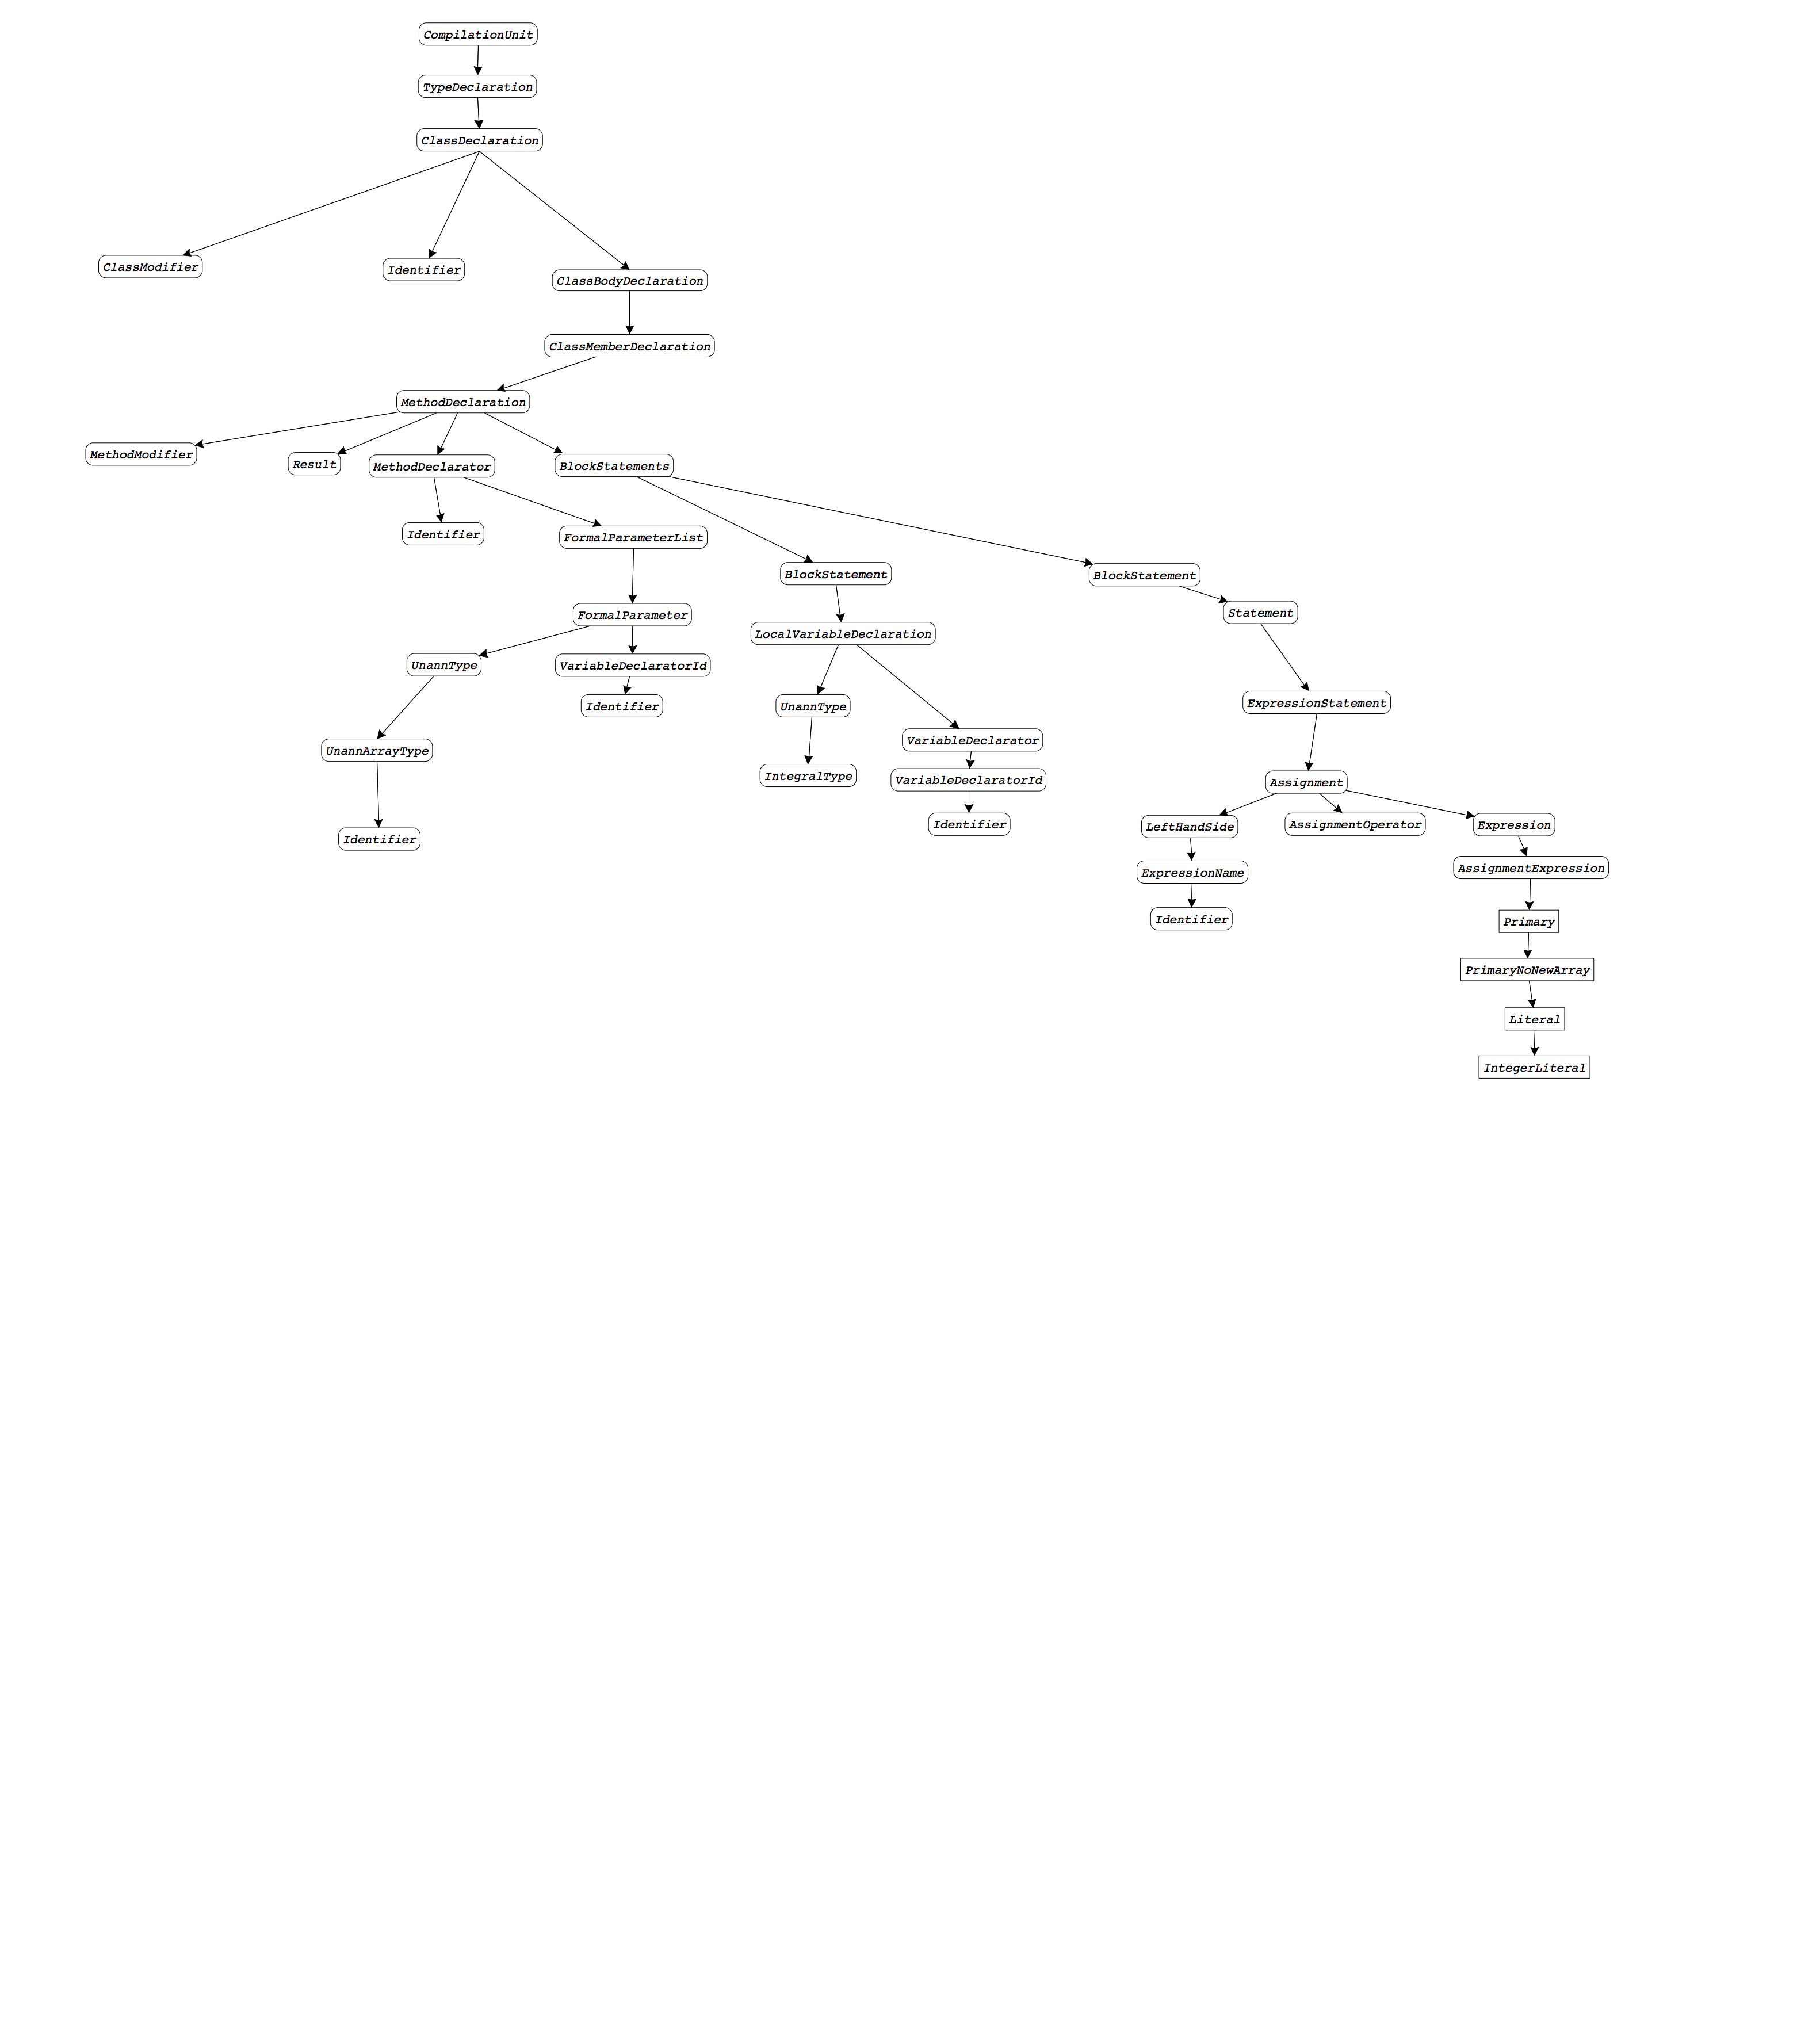 CompilationUnit
TypeDeclaration
ClassDeclaration
ClassModifier
Identifier
ClassBodyDeclaration
ClassMemberDeclaration
MethodDeclaration
MethodModifier
Result
MethodDeclarator
BlockStatements
Identifier
FormalParameterList
BlockStatement
BlockStatement
FormalParameter
Statement
LocalVariableDeclaration
UnannType
VariableDeclaratorId
Identifier
UnannType
ExpressionStatement
UnannArrayType
VariableDeclarator
IntegralType
VariableDeclaratorId
Assignment
Identifier
Identifier
LeftHandSide
AssignmentOperator
Expression
ExpressionName
AssignmentExpression
Identifier
Primary
PrimaryNoNewArray
Literal
IntegerLiteral